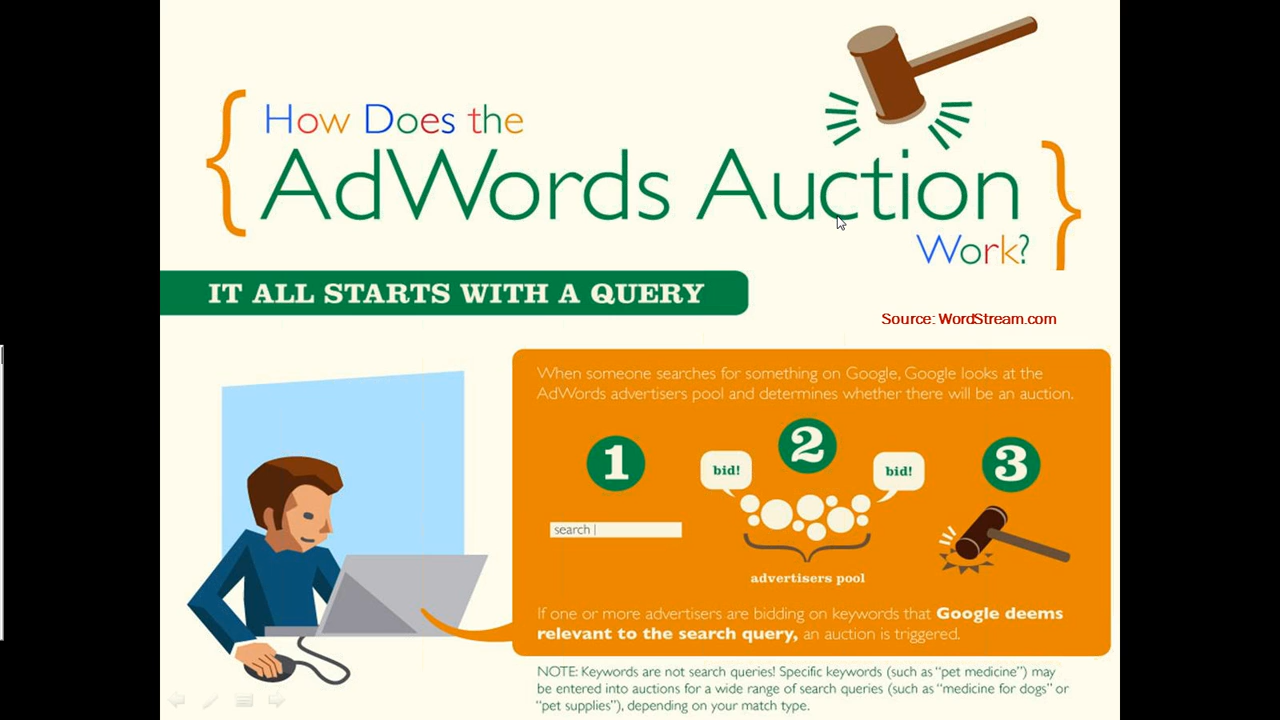 How Does the
AdWords Auction
Work?
IT ALL STARTS WITH A QUERY
Source: WordStream.com
When someone searches for something on Google, Google looks at the
AdWords advertisers pool and determines whether there will be an auction.
1
2
3
bid!
bid!
search |
advertisers pool
If one or more advertisers are bidding on keywords that Google deems
relevant to the search query, an auction is triggered.
NOTE: Keywords are not search queries! Specific keywords (such as “pet medicine”) may
be entered into auctions for a wide range of search queries (such as “medicine for dogs” or
“pet supplies”), depending on your match type.